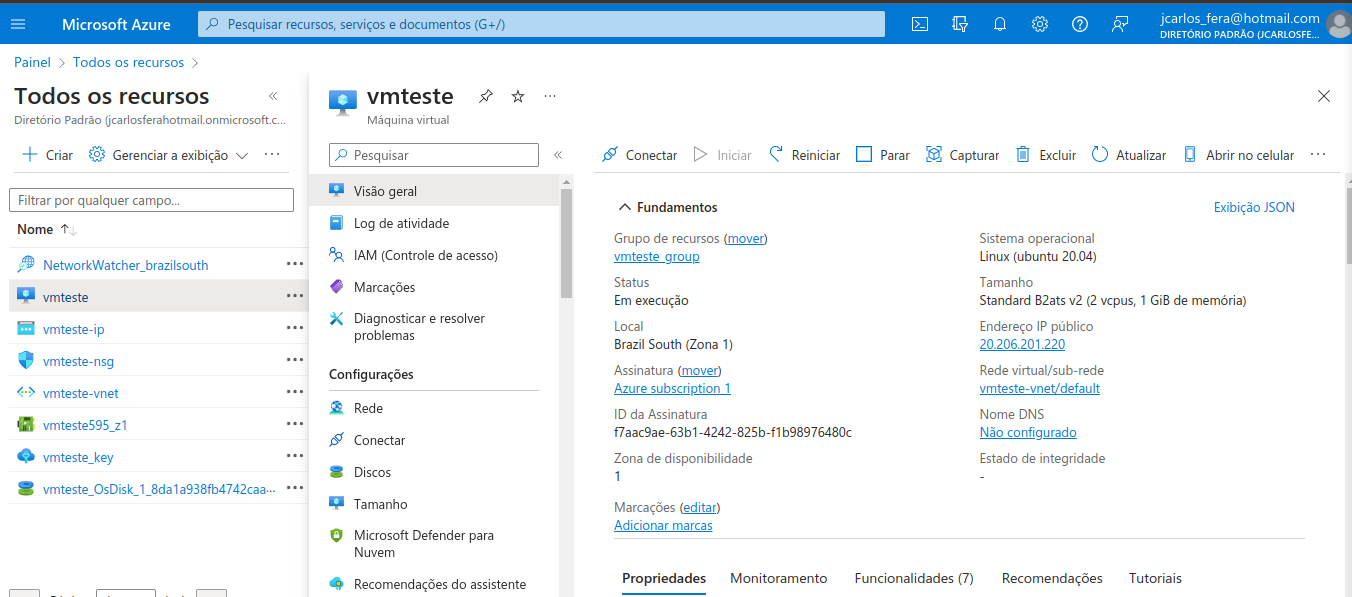 Microsoft Azure
Pesquisar recursos, serviços e documentos (G+/)
jcarlos_fera@hotmail.com
DIRETÓRIO PADRÃO (JCARLOSFE...
Painel > Todos os recursos >
Todos os recursos
Diretório Padrão (jcarlosferahotmail.onmicrosoft.c...
Criar
Gerenciar a exibição
Filtrar por qualquer campo...
Nome
NetworkWatcher_brazilsouth
vmteste
vmteste-ip
vmteste-nsg
vmteste-vnet
vmteste595_z1
vmteste_key
vmteste_OsDisk_1_8da1a938fb4742caa...
vmteste
Máquina virtual
Pesquisar
Visão geral
Log de atividade
IAM (Controle de acesso)
Marcações
Diagnosticar e resolver
problemas
Configurações
Rede
Conectar
Discos
Tamanho
Microsoft Defender para
Nuvem
Recomendações do assistente
Conectar
Iniciar
Reiniciar
Parar
Capturar
Excluir
Atualizar
Abrir no celular
Fundamentos
Exibição JSON
Grupo de recursos (mover)
vmteste_group
Status
Em execução
Local
Brazil South (Zona 1)
Assinatura (mover)
Azure subscription 1
ID da Assinatura
f7aac9ae-63b1-4242-825b-f1b98976480c
Zona de disponibilidade
1
Sistema operacional
Linux (ubuntu 20.04)
Tamanho
Standard B2ats v2 (2 vcpus, 1 GiB de memória)
Endereço IP público
20.206.201.220
Rede virtual/sub-rede
vmteste-vnet/default
Nome DNS
Não configurado
Estado de integridade
-
Marcações (editar)
Adicionar marcas
Propriedades
Monitoramento
Funcionalidades (7)
Recomendações
Tutoriais